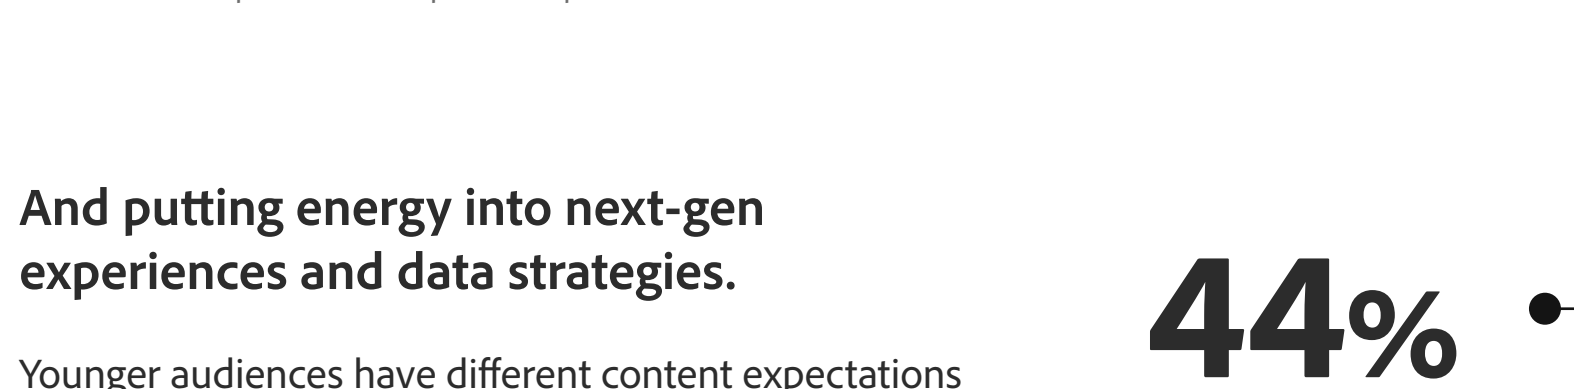 And putting energy into next-gen
experiences and data strategies.
44%
Younger audiences have different content expectations